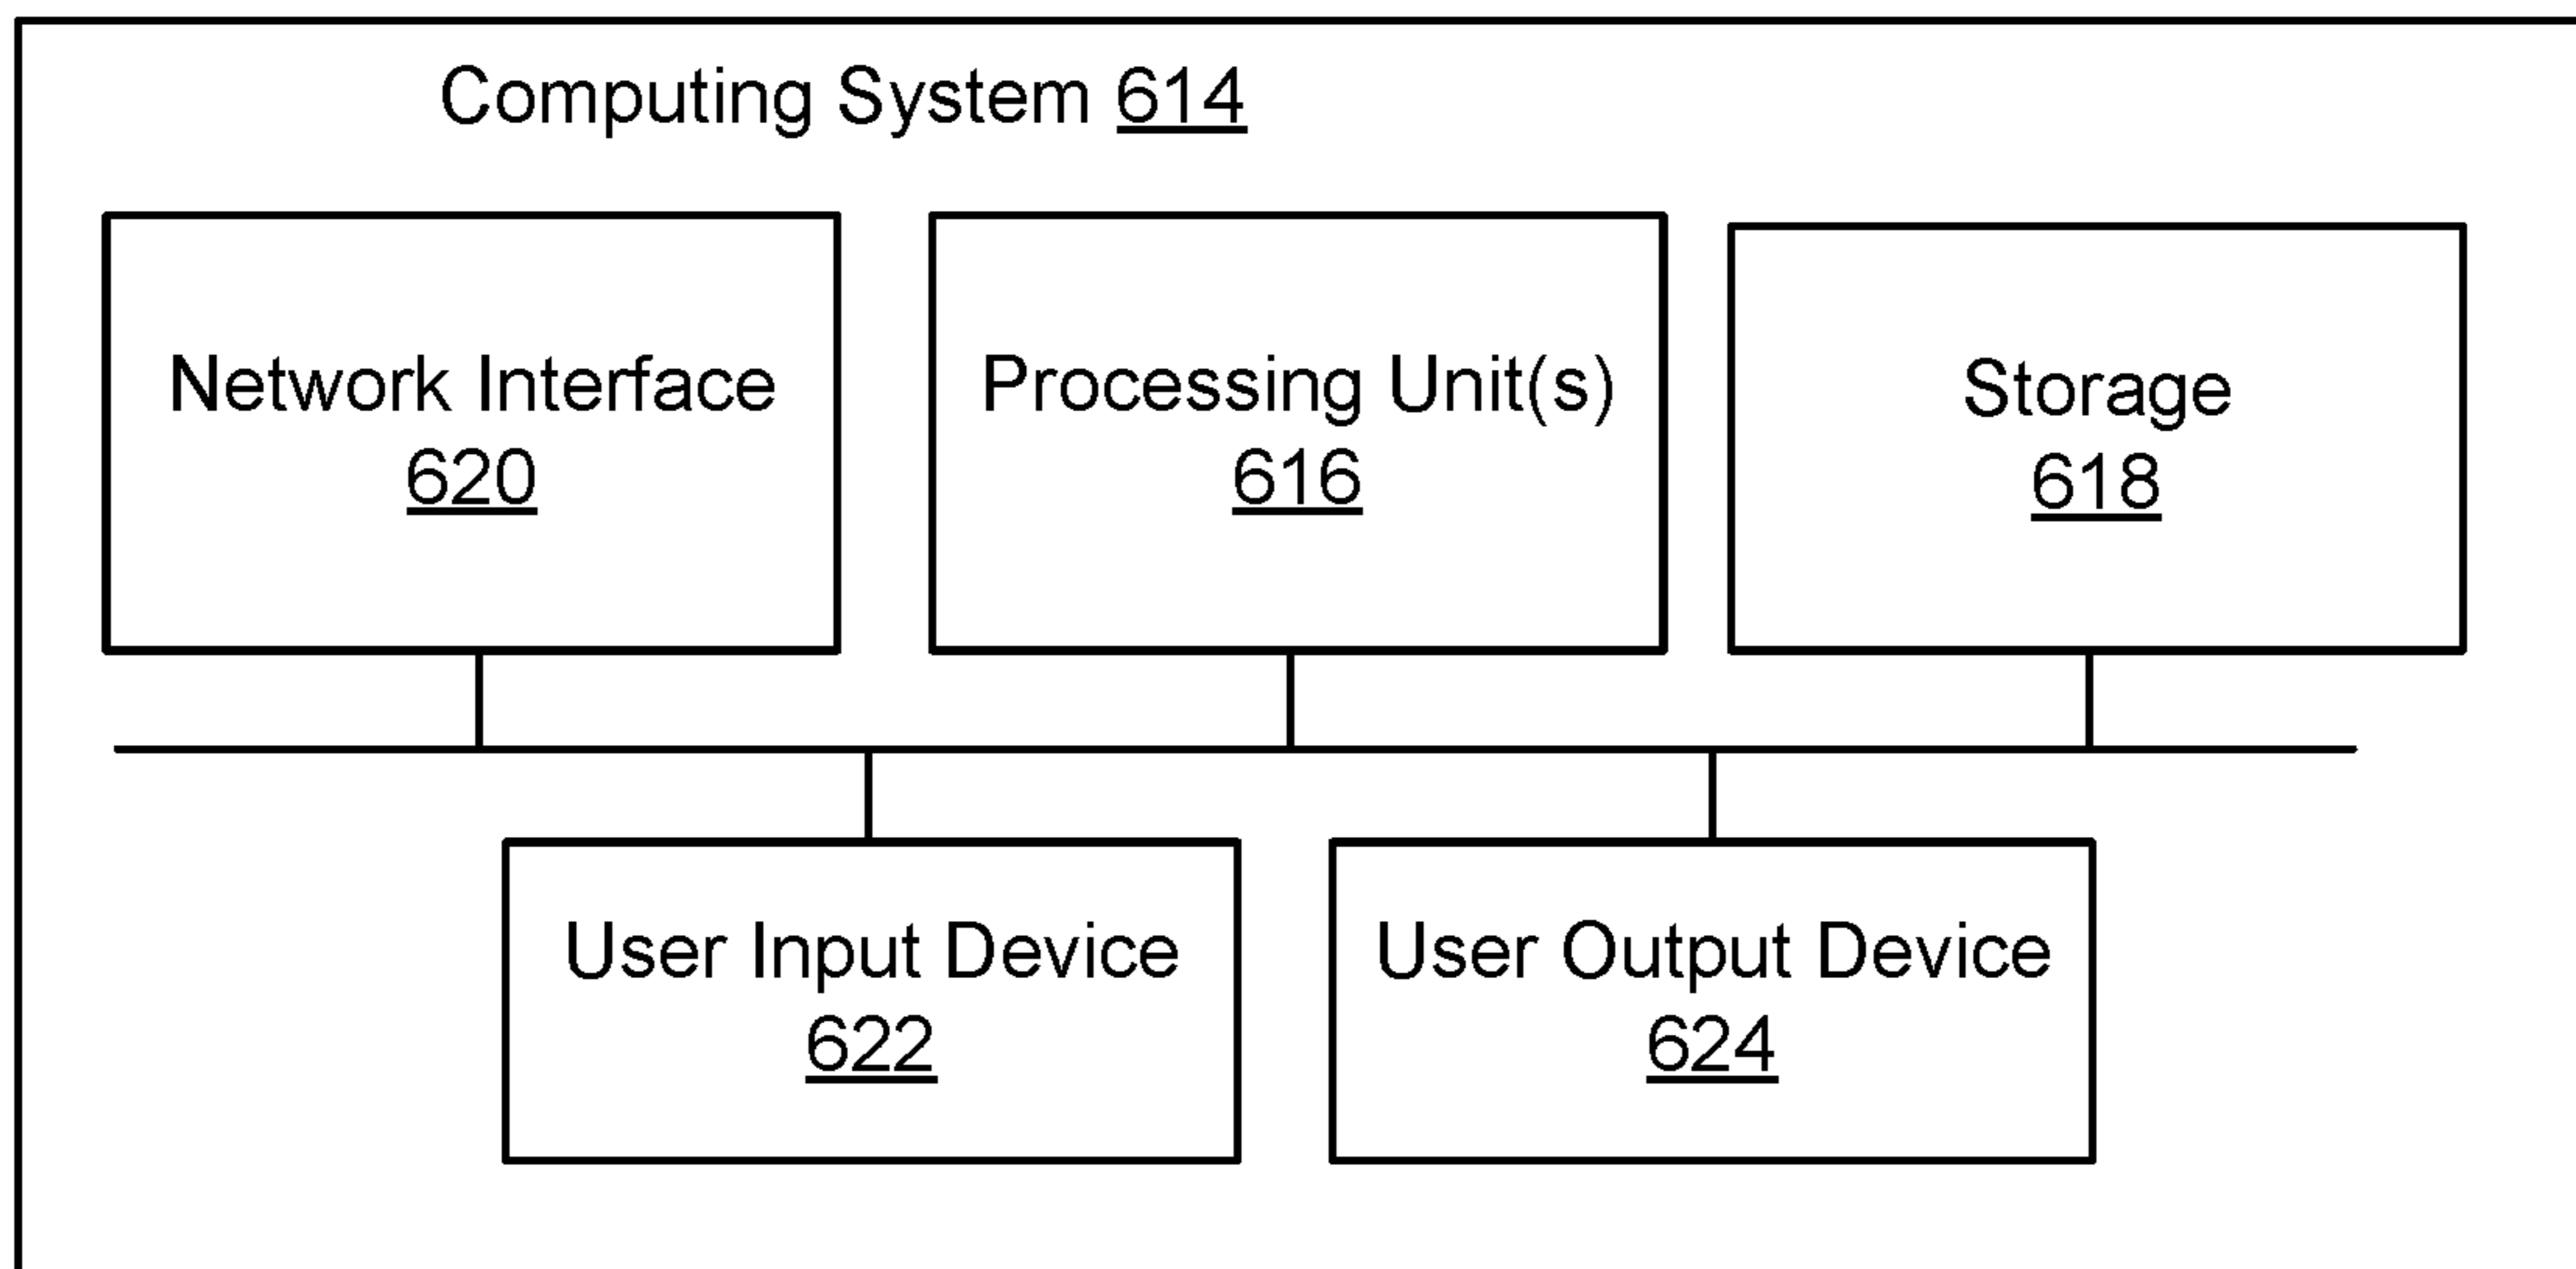 Computing System 614
Network Interface
620
Processing Unit(s)
616
Storage
618
User Input Device
622
User Output Device
624